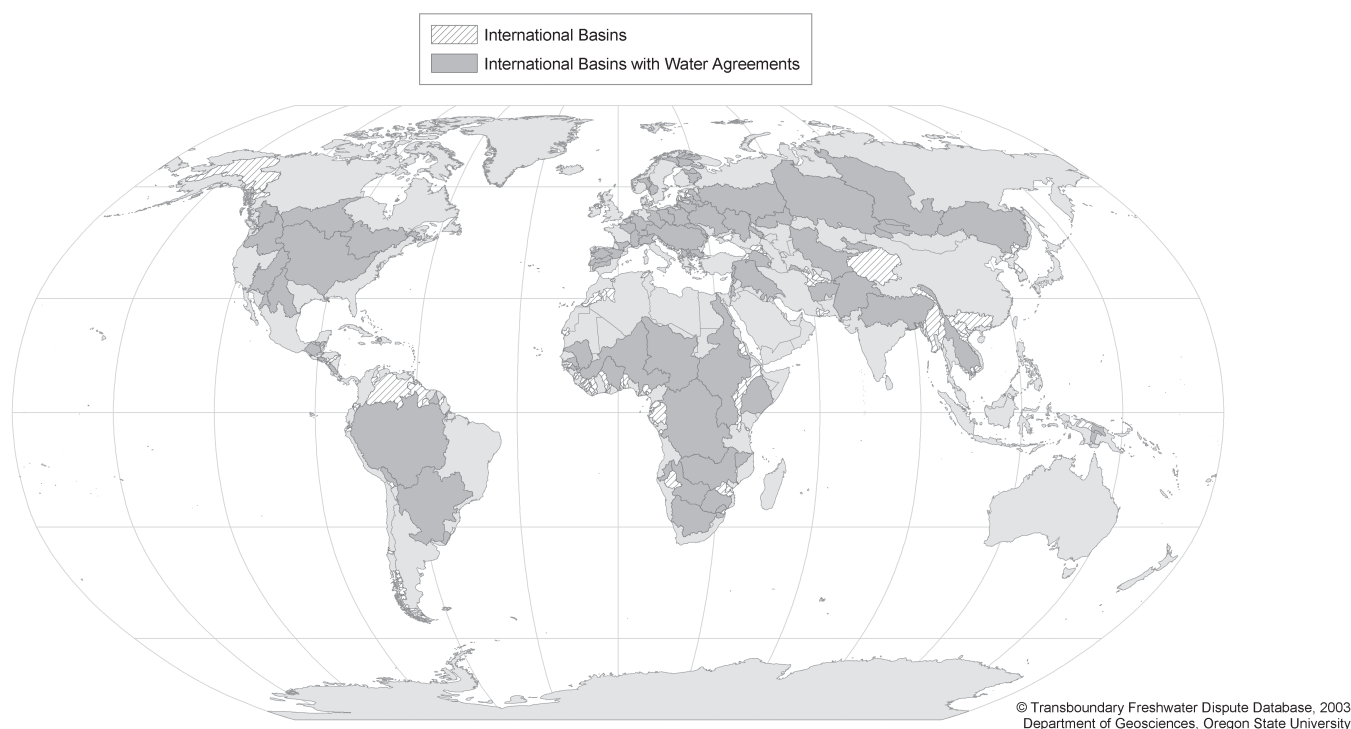 International Basins
International Basins with Water Agreements
© Transboundary Freshwater Dispute Database, 2003
Department of Geosciences, Oregon State University